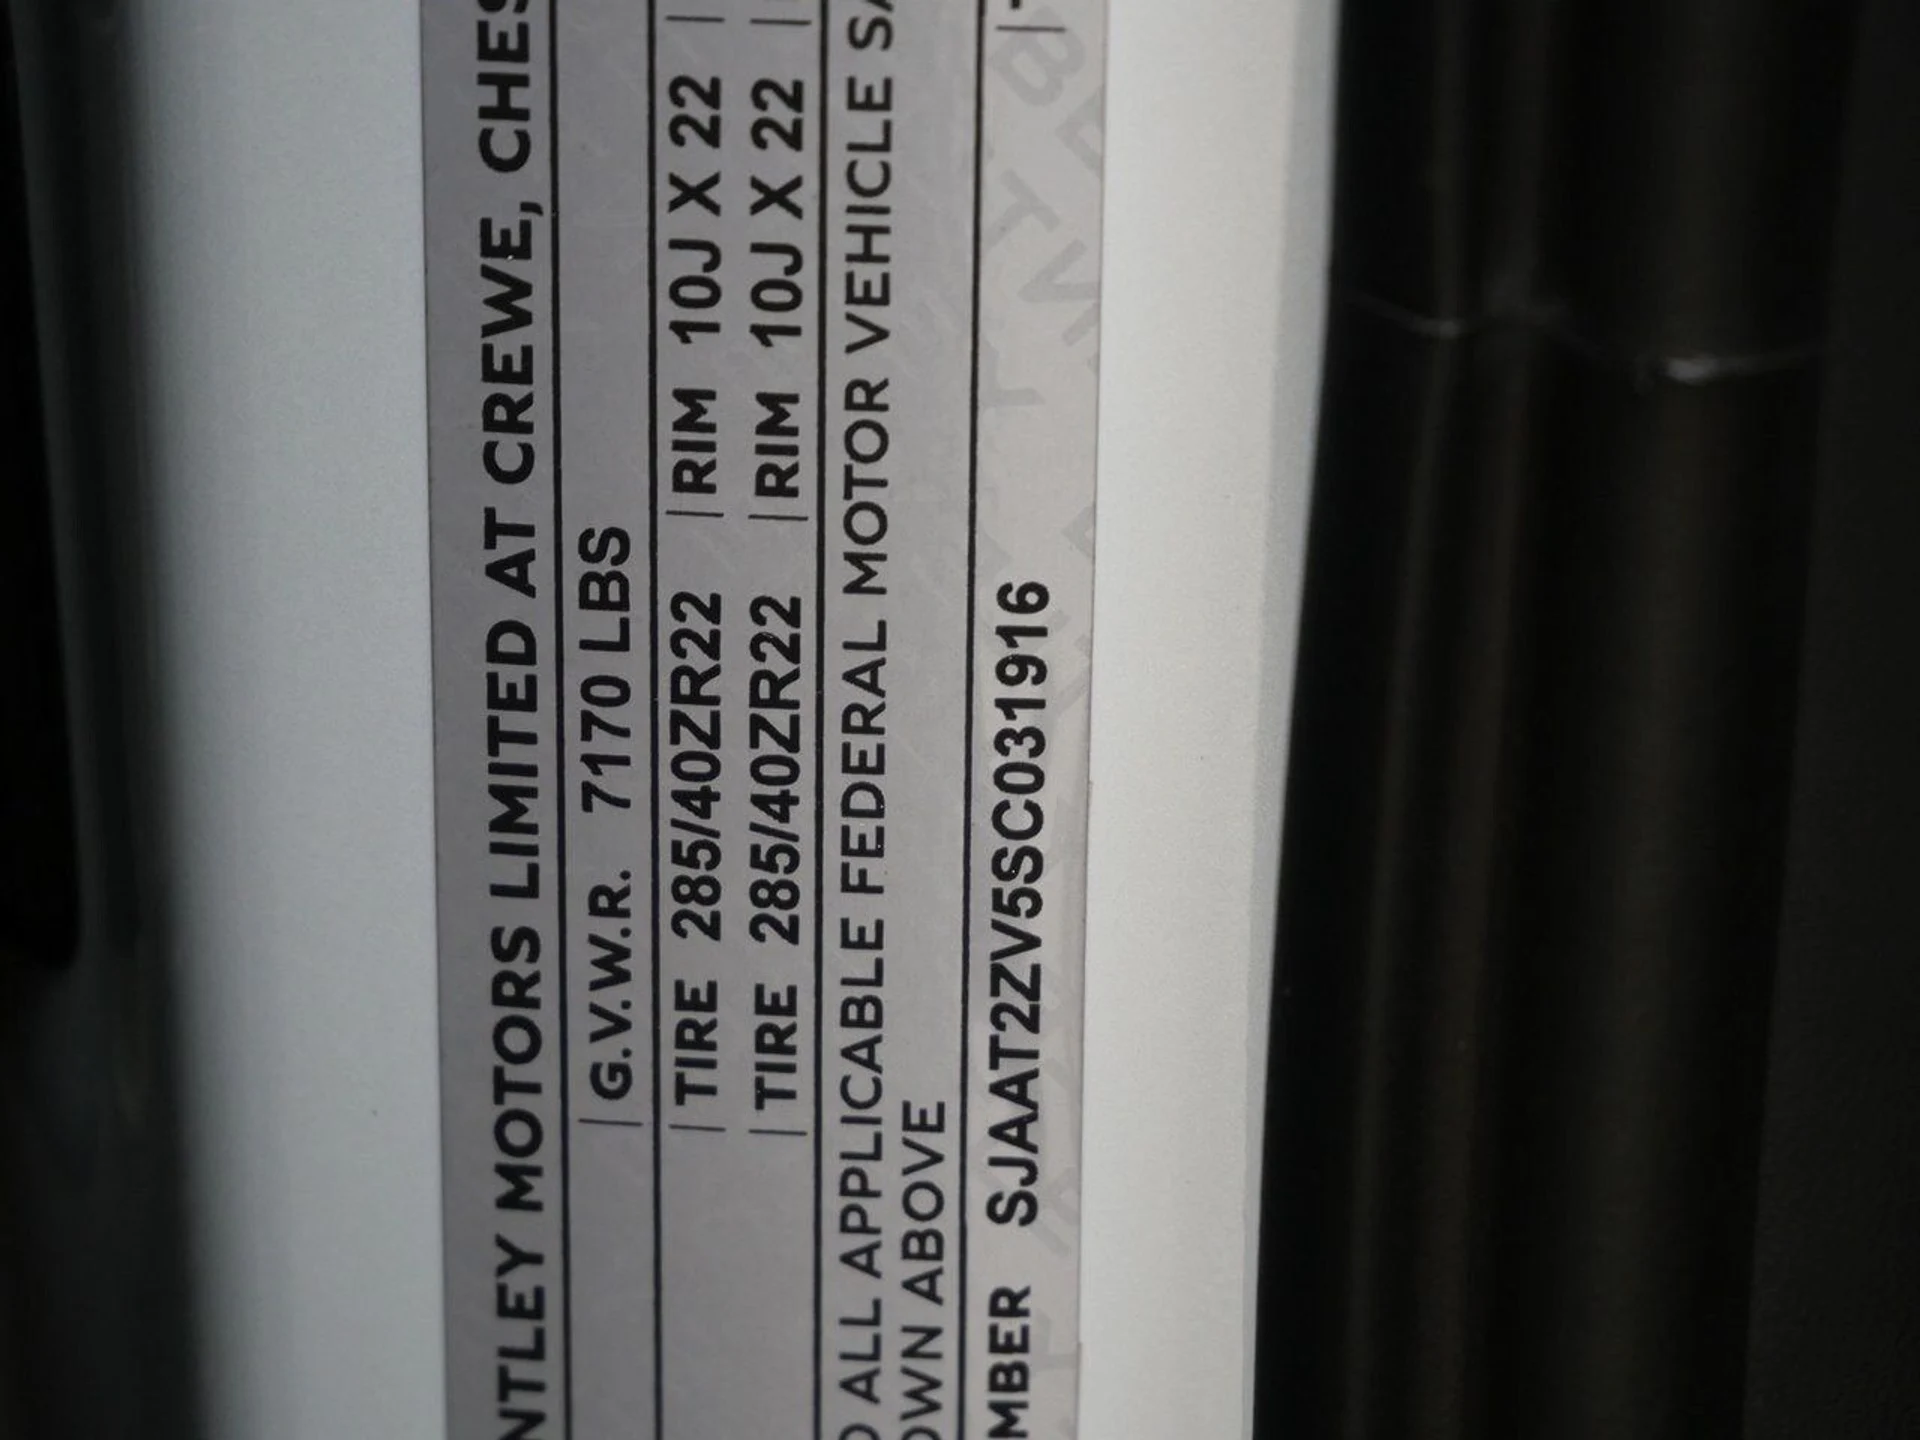 NTLEY MOTORS LIMITED AT CREWE, CHES
G.V.W.R. 7170 LBS
TIRE 285/40ZR22 RIM 10J X 22
TIRE 285/40ZR22 RIM 10J X 22
O ALL APPLICABLE FEDERAL MOTOR VEHICLE SA
OWN ABOVE
MBER SJAAT2ZV5SC031916